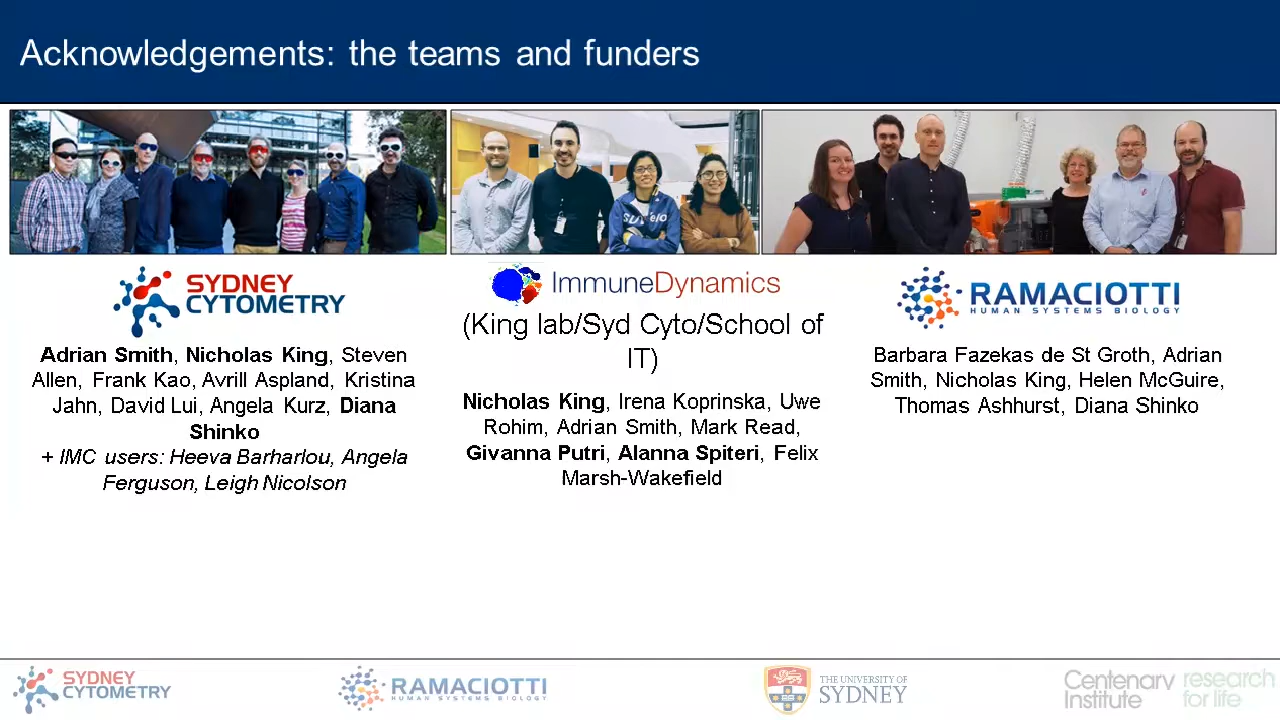 Acknowledgements: the teams and funders
SYDNEY
CYTOMETRY
Adrian Smith, Nicholas King, Steven
Allen, Frank Kao, Avrill Aspland, Kristina
Jahn, David Lui, Angela Kurz, Diana
Shinko
+ IMC users: Heeva Barharlou, Angela
Ferguson, Leigh Nicolson
ImmuneDynamics
(King lab/Syd Cyto/School of
IT)
Nicholas King, Irena Koprinska, Uwe
Rohim, Adrian Smith, Mark Read,
Givanna Putri, Alanna Spiteri, Felix
Marsh-Wakefield
RAMACIOTTI
HUMAN SYSTEMS BIOLOGY
Barbara Fazekas de St Groth, Adrian
Smith, Nicholas King, Helen McGuire,
Thomas Ashhurst, Diana Shinko
SYDNEY
CYTOMETRY
RAMACIOTTI
HUMAN SYSTEMS BIOLOGY
THE UNIVERSITY OF
SYDNEY
Centenary
Institute
research
for life